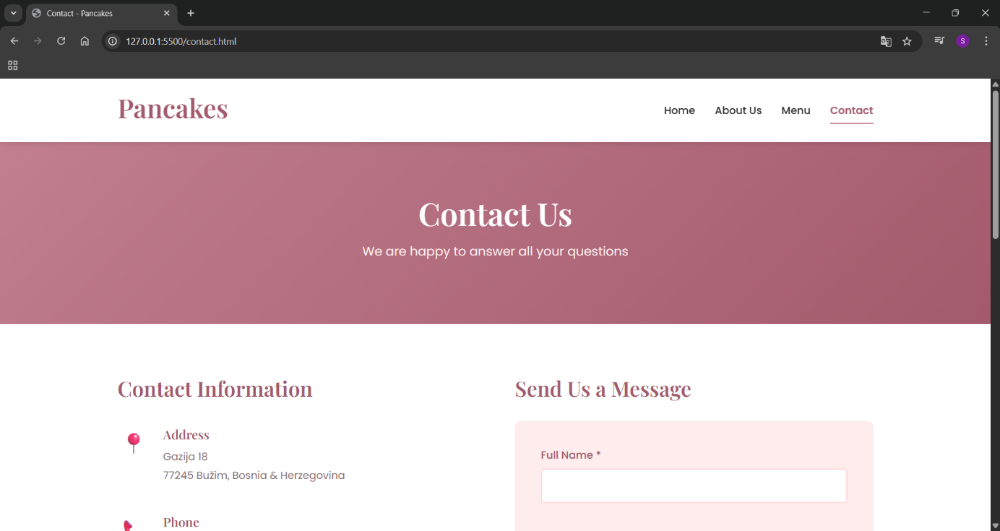 Contact - Pancakes
127.0.0.1:5500/contact.html
S
Pancakes
Home About Us Menu Contact
Contact Us
We are happy to answer all your questions
Contact Information
Address
Gazija 18
77245 Bužim, Bosnia & Herzegovina
Phone
Send Us a Message
Full Name *